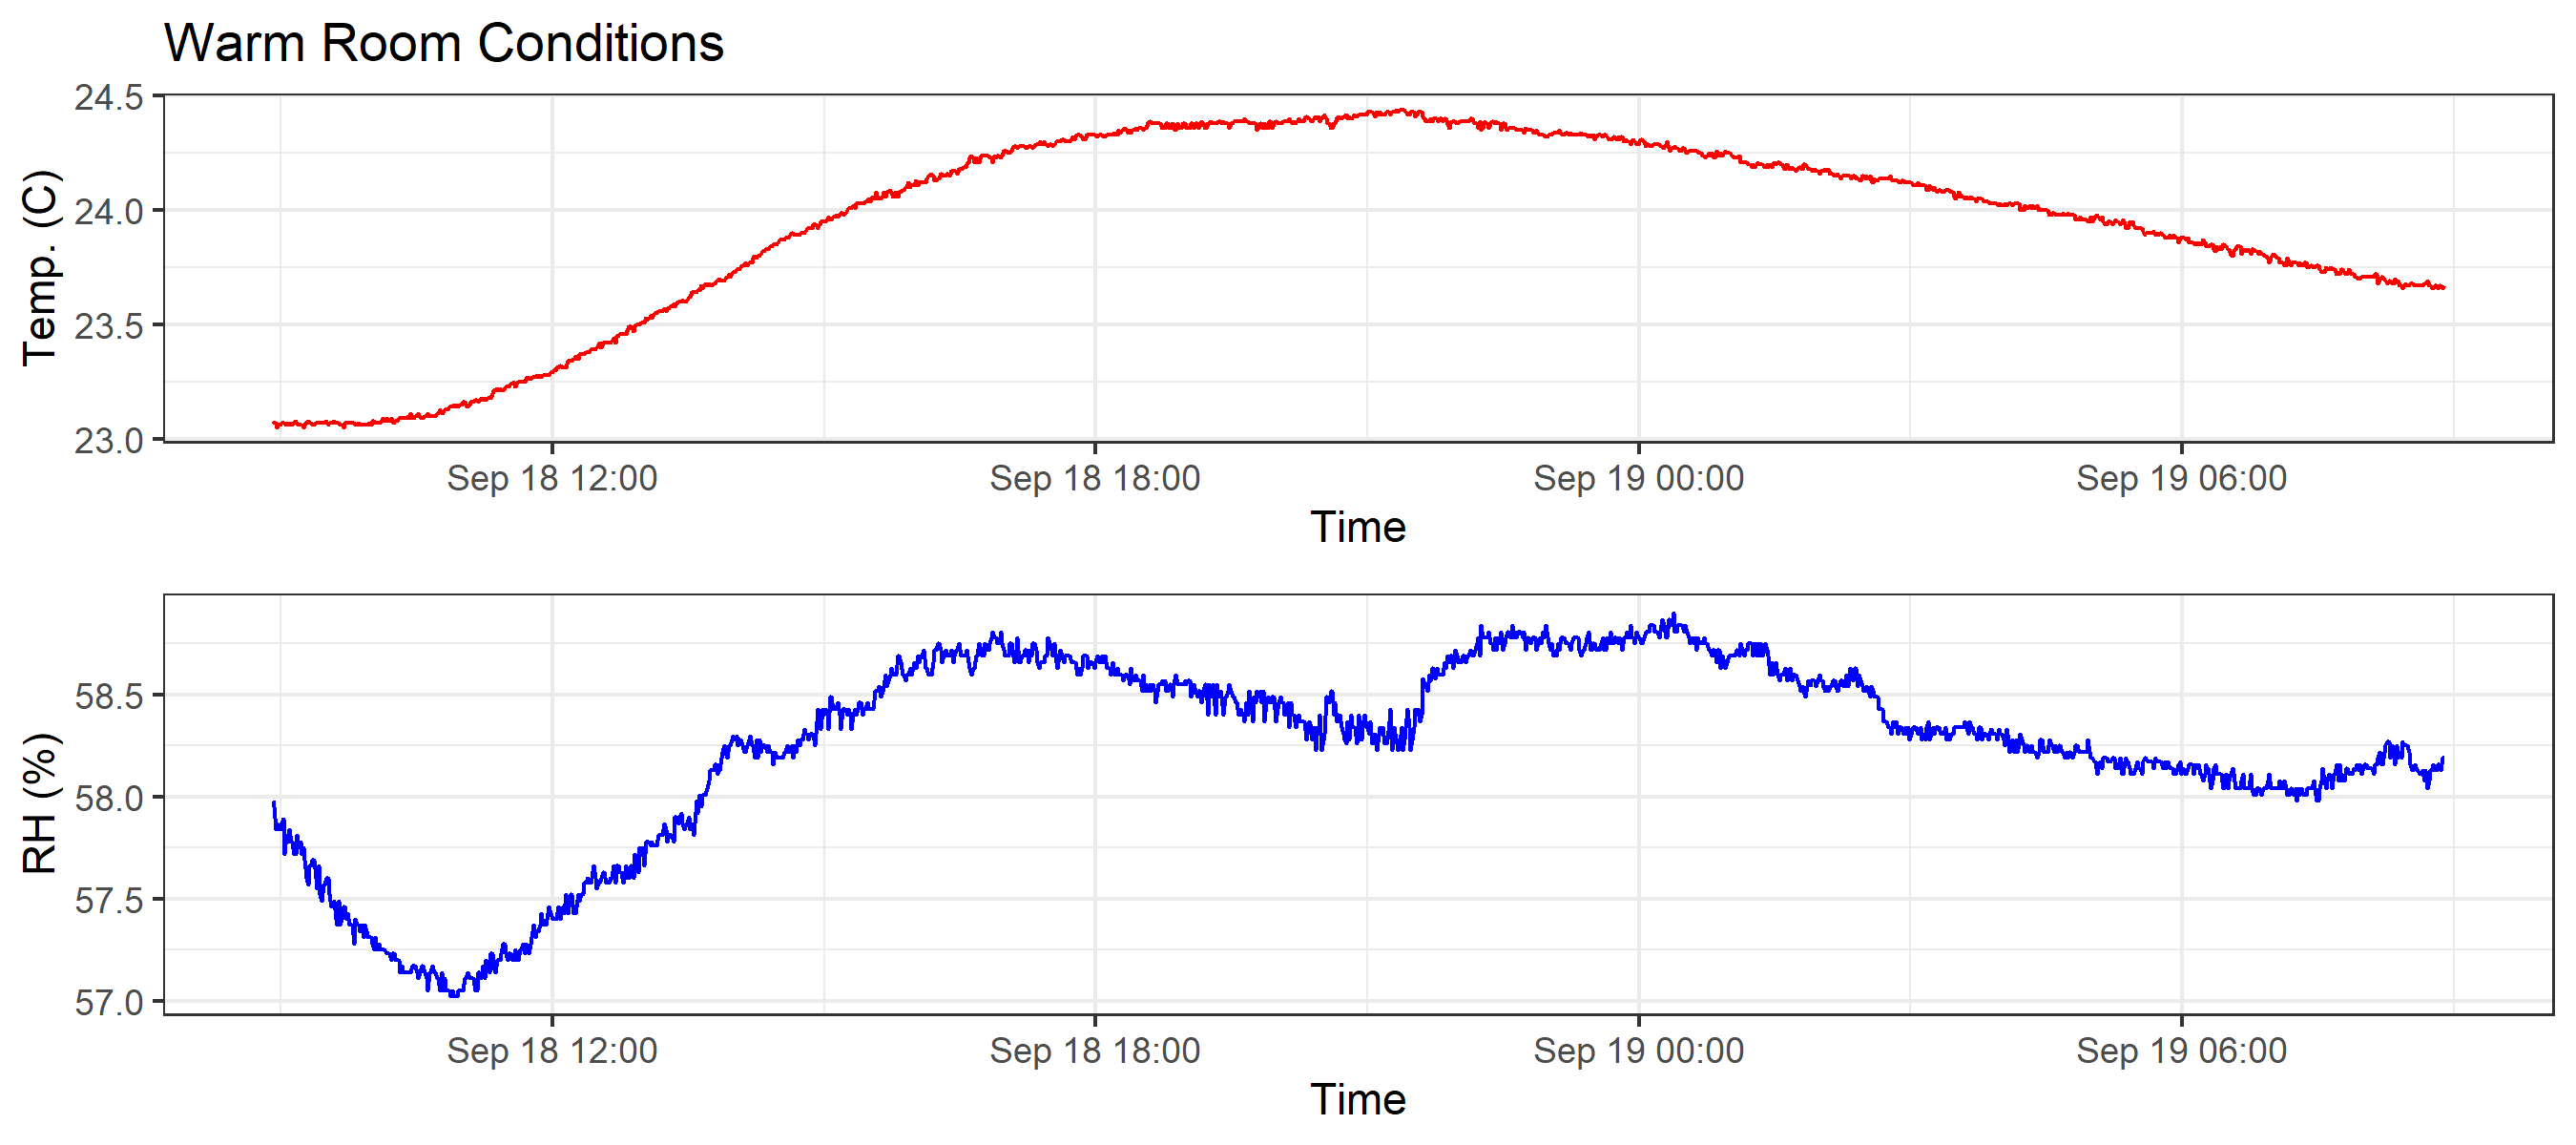 Warm Room Conditions
24.5
24.0
23.5
23.0
Temp. (C)
Sep 18 12:00 Sep 18 18:00 Sep 19 00:00 Sep 19 06:00
Time
58.5
58.0
57.5
57.0
RH (%)
Sep 18 12:00 Sep 18 18:00 Sep 19 00:00 Sep 19 06:00
Time